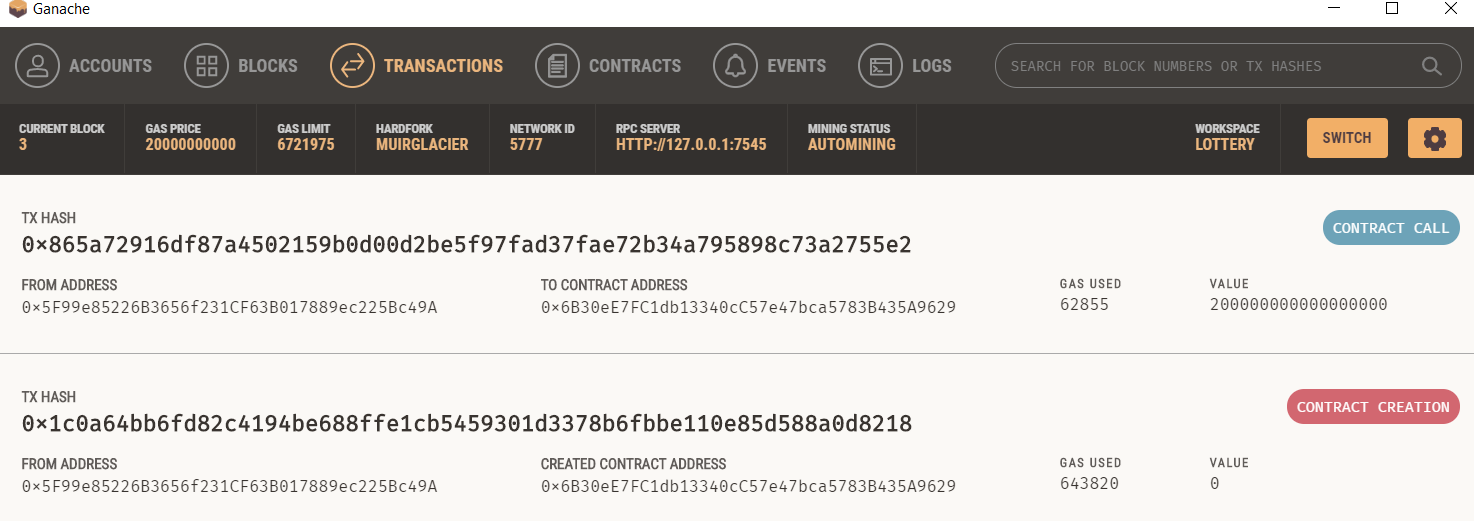 Ganache
ACCOUNTS BLOCKS TRANSACTIONS CONTRACTS EVENTS LOGS SEARCH FOR BLOCK NUMBERS OR TX HASHES
CURRENT BLOCK GAS PRICE GAS LIMIT HARDFORK NETWORK ID RPC SERVER MINING STATUS WORKSPACE
3 20000000000 6721975 MUIRGLACIER 5777 HTTP://127.0.0.1:7545 AUTOMINING LOTTERY SWITCH
TX HASH
0×865a72916df87a4502159b0d00d2be5f97fad37fae72b34a795898c73a2755e2 CONTRACT CALL
FROM ADDRESS TO CONTRACT ADDRESS GAS USED VALUE
0×5F99e85226B3656f231CF63B017889ec225Bc49A 0×6B30eE7FC1db13340cC57e47bca5783B435A9629 62855 200000000000000000
TX HASH
0×1c0a64bb6fd82c4194be688ffe1cb5459301d3378b6fbbe110e85d588a0d8218 CONTRACT CREATION
FROM ADDRESS CREATED CONTRACT ADDRESS GAS USED VALUE
0×5F99e85226B3656f231CF63B017889ec225Bc49A 0×6B30eE7FC1db13340cC57e47bca5783B435A9629 643820 0